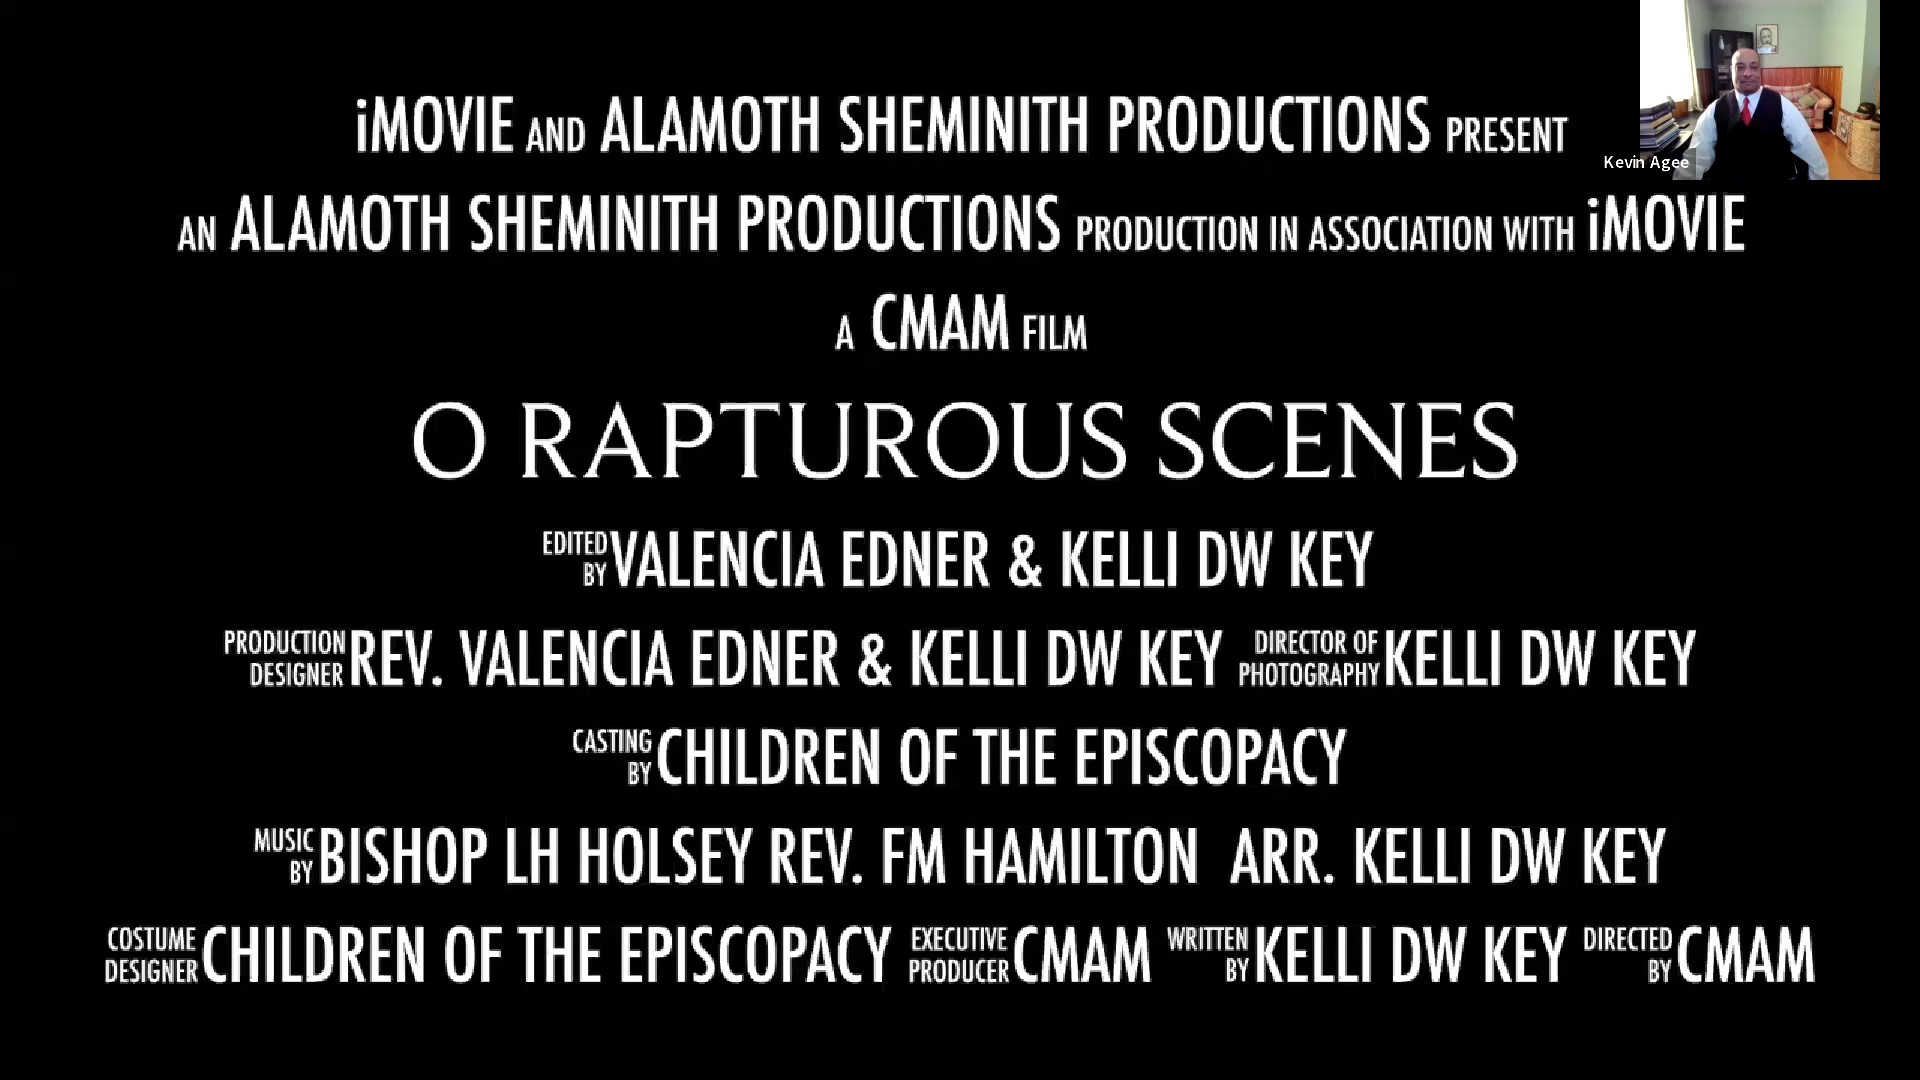 iMOVIE AND ALAMOTH SHEMINITH PRODUCTIONS PRESENT
Kevin Agee
AN ALAMOTH SHEMINITH PRODUCTIONS PRODUCTION IN ASSOCIATION WITH iMOVIE
A CMAM FILM
O RAPTUROUS SCENES
EDITED BY VALENCIA EDNER & KELLI DW KEY
PRODUCTION DESIGNER REV. VALENCIA EDNER & KELLI DW KEY DIRECTOR OF PHOTOGRAPHY KELLI DW KEY
CASTING BY CHILDREN OF THE EPISCOPACY
MUSIC BY BISHOP LH HOLSEY REV. FM HAMILTON ARR. KELLI DW KEY
COSTUME DESIGNER CHILDREN OF THE EPISCOPACY EXECUTIVE PRODUCER CMAM WRITTEN BY KELLI DW KEY DIRECTED BY CMAM